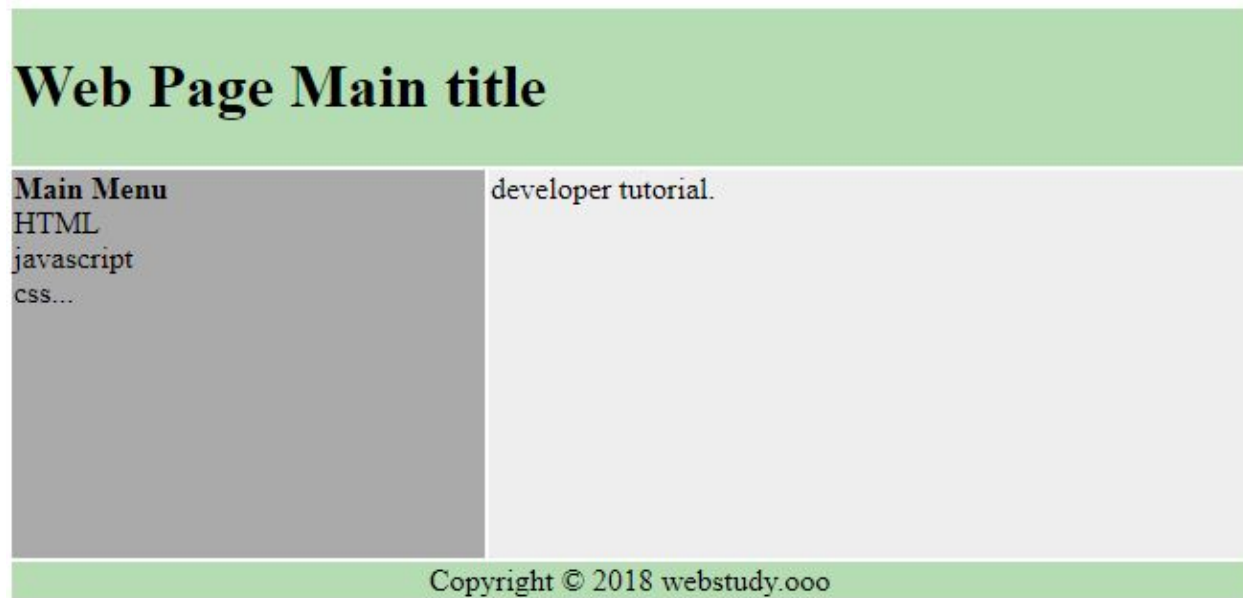 Web Page Main title
Main Menu
HTML
javascript
css...
developer tutorial.
Copyright © 2018 webstudy.ooo